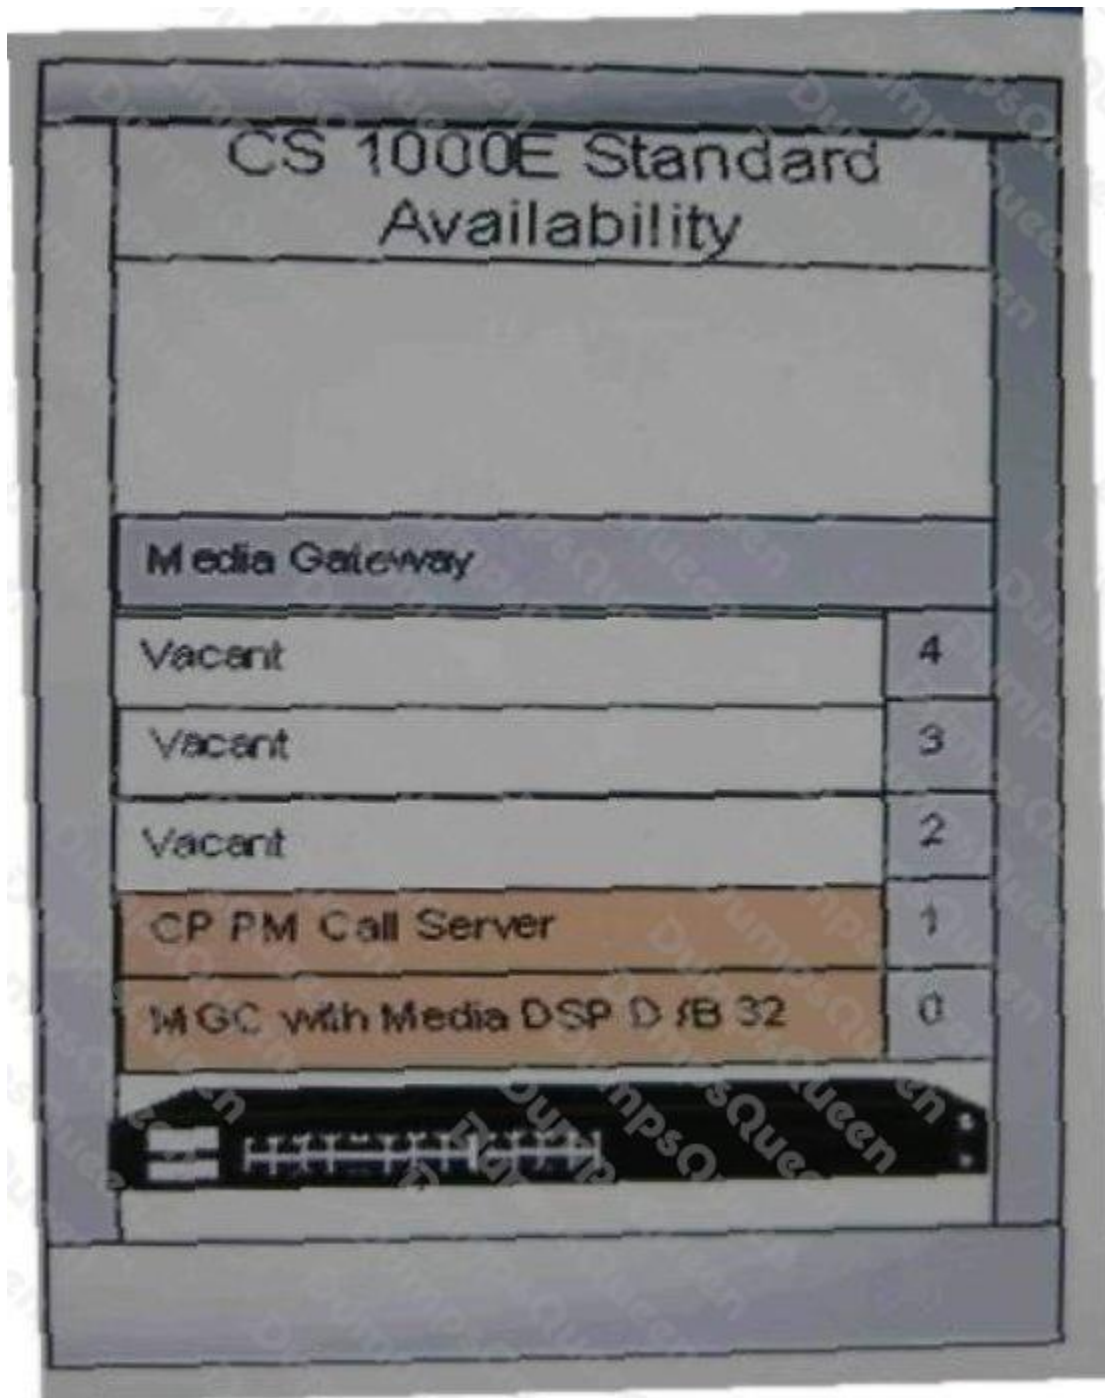 CS 1000E Standard
Availability
Media Gateway
Vacant 4
Vacant 3
Vacant 2
CP PM Call Server 1
MGC with Media DSP D/B 32 0
DumpsQueen